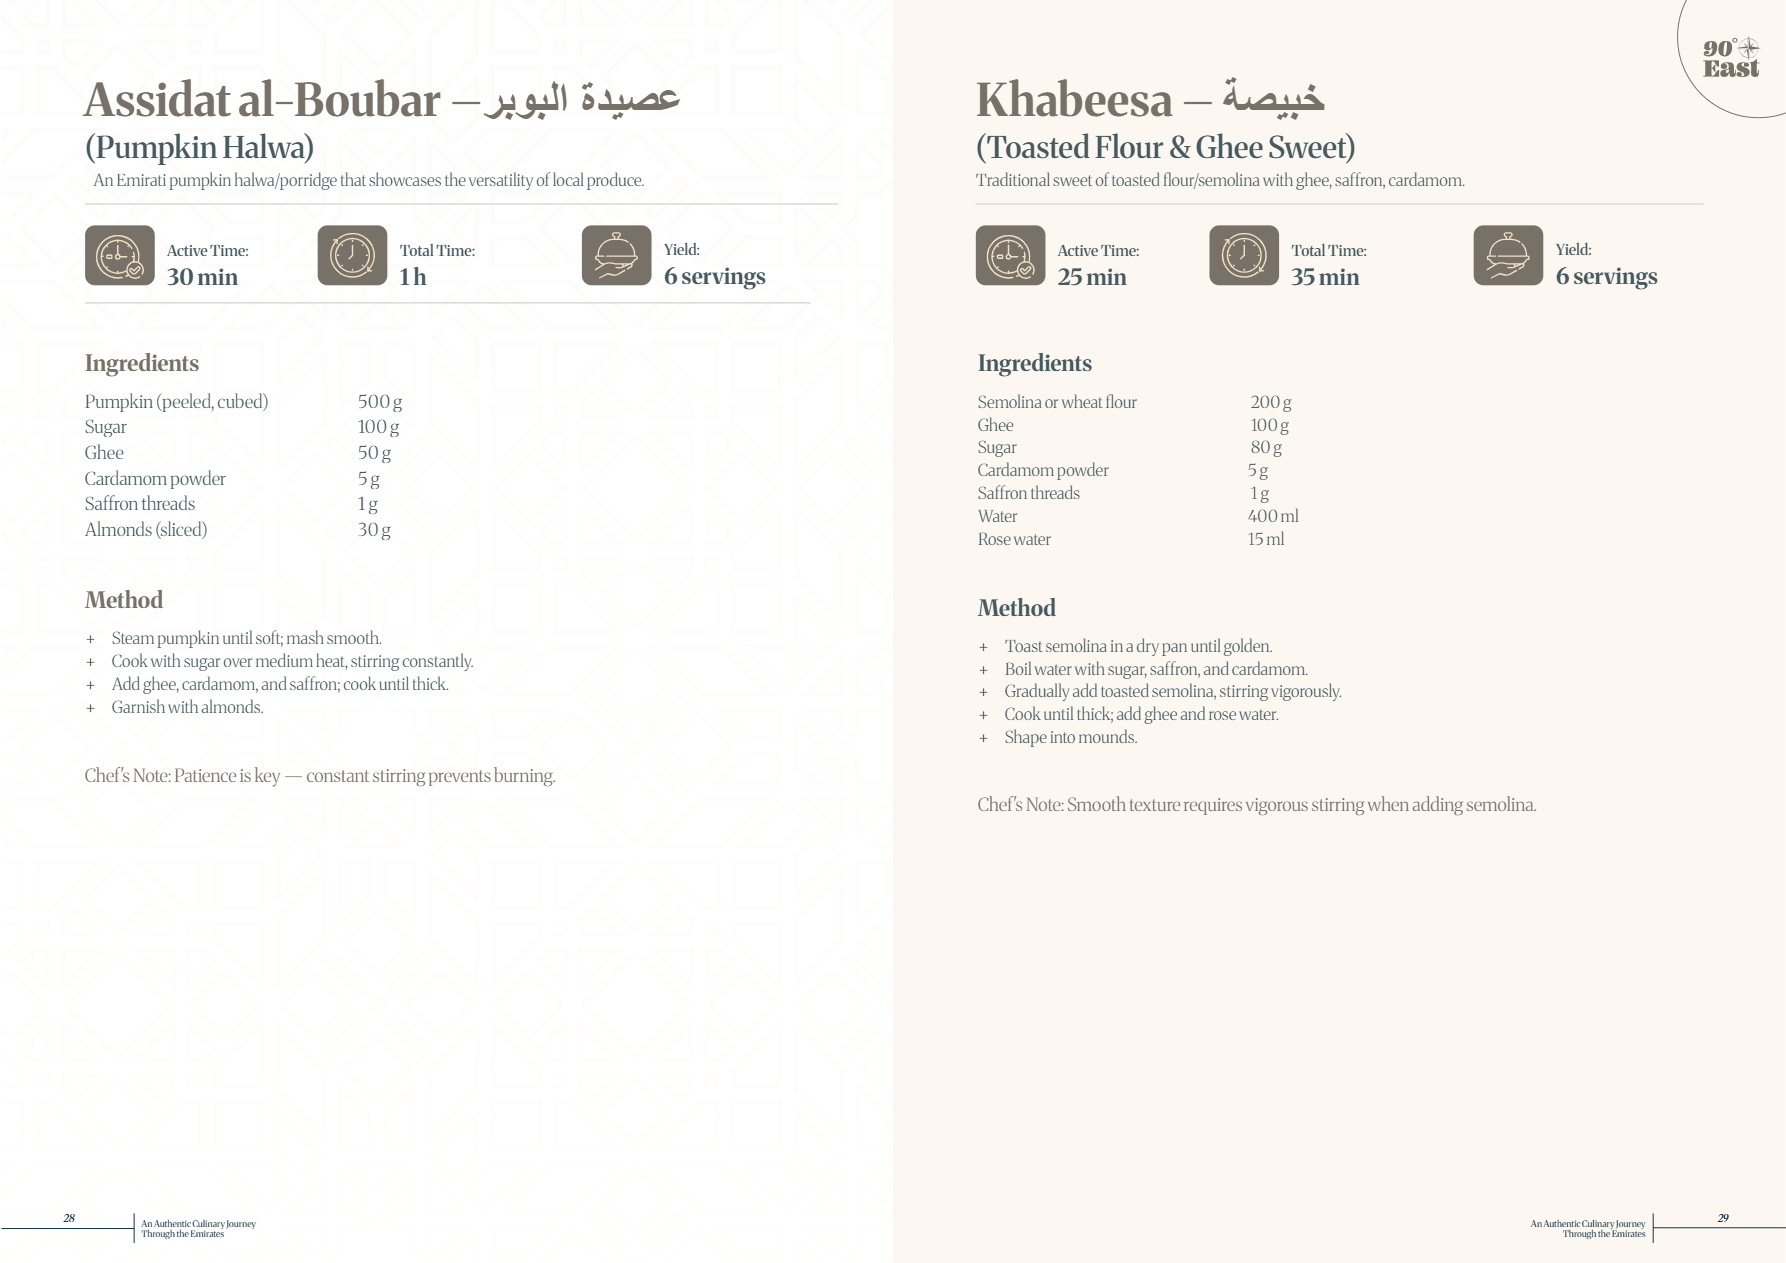 Assidat al-Boubar – عصيدة البوبر
(Pumpkin Halwa)
An Emirati pumpkin halwa/porridge that showcases the versatility of local produce.
Active Time:
30 min
Total Time:
1 h
Yield:
6 servings
Ingredients
Pumpkin (peeled, cubed) 500 g
Sugar 100 g
Ghee 50 g
Cardamom powder 5 g
Saffron threads 1 g
Almonds (sliced) 30 g
Method
+ Steam pumpkin until soft; mash smooth.
+ Cook with sugar over medium heat, stirring constantly.
+ Add ghee, cardamom, and saffron; cook until thick.
+ Garnish with almonds.
Chef's Note: Patience is key — constant stirring prevents burning.
28
An Authentic Culinary Journey
Through the Emirates
90°
East
Khabeesa – خبيصة
(Toasted Flour & Ghee Sweet)
Traditional sweet of toasted flour/semolina with ghee, saffron, cardamom.
Active Time:
25 min
Total Time:
35 min
Yield:
6 servings
Ingredients
Semolina or wheat flour 200 g
Ghee 100 g
Sugar 80 g
Cardamom powder 5 g
Saffron threads 1 g
Water 400 ml
Rose water 15 ml
Method
+ Toast semolina in a dry pan until golden.
+ Boil water with sugar, saffron, and cardamom.
+ Gradually add toasted semolina, stirring vigorously.
+ Cook until thick; add ghee and rose water.
+ Shape into mounds.
Chef's Note: Smooth texture requires vigorous stirring when adding semolina.
An Authentic Culinary Journey
Through the Emirates
29